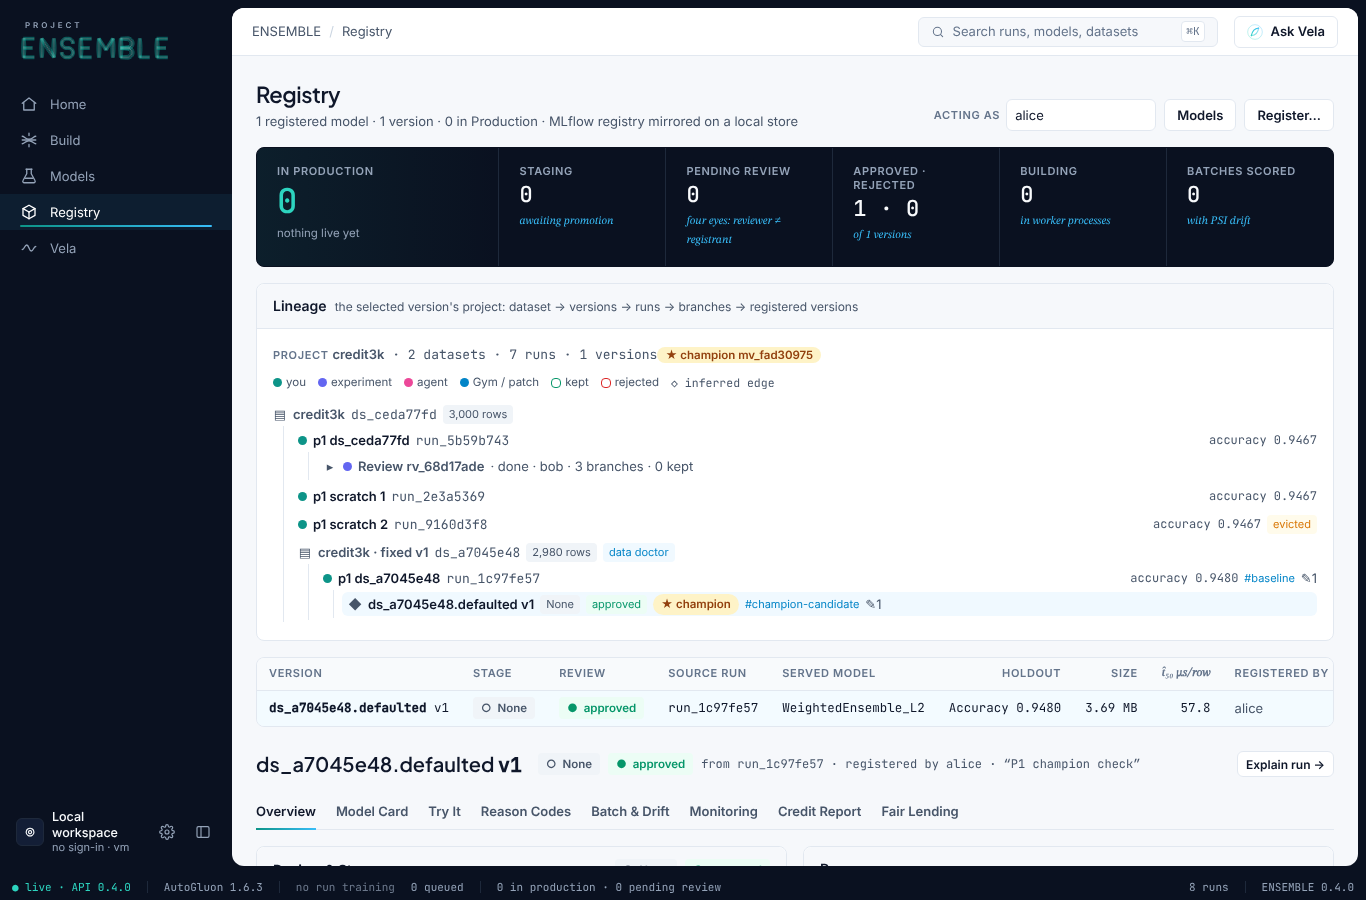 PROJECT
ENSEMBLE
Home
Build
Models
Registry
Vela
Local workspace
no sign-in · vm
ENSEMBLE / Registry
Search runs, models, datasets ⌘K
Ask Vela
Registry
1 registered model · 1 version · 0 in Production · MLflow registry mirrored on a local store
ACTING AS alice Models Register...
IN PRODUCTION
0
nothing live yet
STAGING
0
awaiting promotion
PENDING REVIEW
0
four eyes: reviewer ≠
registrant
APPROVED ·
REJECTED
1 · 0
of 1 versions
BUILDING
0
in worker processes
BATCHES SCORED
0
with PSI drift
Lineage the selected version's project: dataset → versions → runs → branches → registered versions
PROJECT credit3k · 2 datasets · 7 runs · 1 versions ★ champion mv_fad30975
you experiment agent Gym / patch kept rejected ◇ inferred edge
credit3k ds_ceda77fd 3,000 rows
p1 ds_ceda77fd run_5b59b743 accuracy 0.9467
▸ Review rv_68d17ade · done · bob · 3 branches · 0 kept
p1 scratch 1 run_2e3a5369 accuracy 0.9467
p1 scratch 2 run_9160d3f8 accuracy 0.9467 evicted
credit3k · fixed v1 ds_a7045e48 2,980 rows data doctor
p1 ds_a7045e48 run_1c97fe57 accuracy 0.9480 #baseline ✎1
◆ ds_a7045e48.defaulted v1 None approved ★ champion #champion-candidate ✎1
VERSION STAGE REVIEW SOURCE RUN SERVED MODEL HOLDOUT SIZE t̂₅₀ µs/row REGISTERED BY
ds_a7045e48.defaulted v1 None approved run_1c97fe57 WeightedEnsemble_L2 Accuracy 0.9480 3.69 MB 57.8 alice
ds_a7045e48.defaulted v1 None approved from run_1c97fe57 · registered by alice · “P1 champion check” Explain run →
Overview Model Card Try It Reason Codes Batch & Drift Monitoring Credit Report Fair Lending
● live · API 0.4.0 AutoGluon 1.6.3 no run training 0 queued 0 in production · 0 pending review 8 runs ENSEMBLE 0.4.0